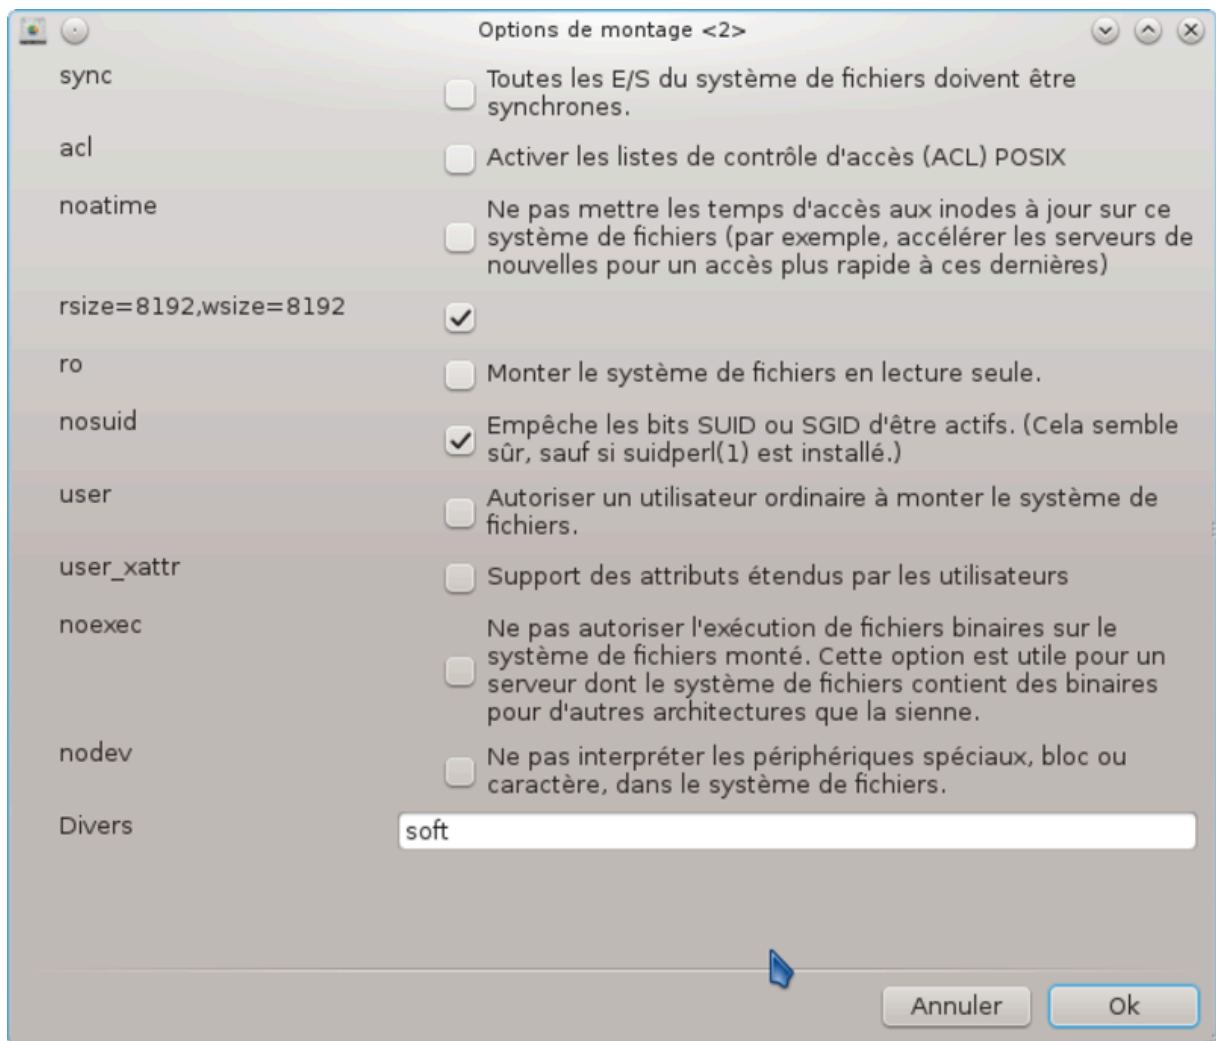 Options de montage <2>
sync
Toutes les E/S du système de fichiers doivent être
synchrones.
acl
Activer les listes de contrôle d'accès (ACL) POSIX
noatime
Ne pas mettre les temps d'accès aux inodes à jour sur ce
système de fichiers (par exemple, accélérer les serveurs de
nouvelles pour un accès plus rapide à ces dernières)
rsize=8192,wsize=8192
ro
Monter le système de fichiers en lecture seule.
nosuid
Empêche les bits SUID ou SGID d'être actifs. (Cela semble
sûr, sauf si suidperl(1) est installé.)
user
Autoriser un utilisateur ordinaire à monter le système de
fichiers.
user_xattr
Support des attributs étendus par les utilisateurs
noexec
Ne pas autoriser l'exécution de fichiers binaires sur le
système de fichiers monté. Cette option est utile pour un
serveur dont le système de fichiers contient des binaires
pour d'autres architectures que la sienne.
nodev
Ne pas interpréter les périphériques spéciaux, bloc ou
caractère, dans le système de fichiers.
Divers
soft
Annuler
Ok